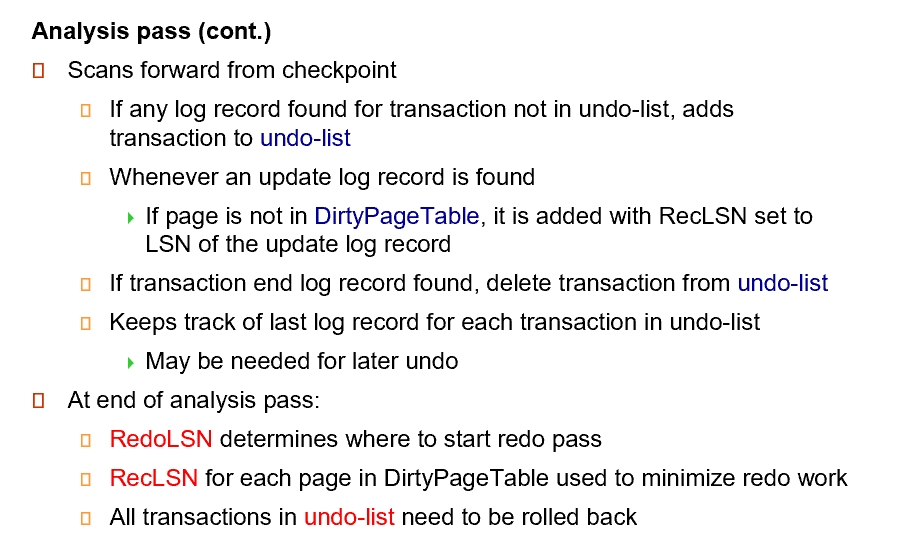 Analysis pass (cont.)
Scans forward from checkpoint
If any log record found for transaction not in undo-list, adds
transaction to undo-list
Whenever an update log record is found
If page is not in DirtyPageTable, it is added with RecLSN set to
LSN of the update log record
If transaction end log record found, delete transaction from undo-list
Keeps track of last log record for each transaction in undo-list
May be needed for later undo
At end of analysis pass:
RedoLSN determines where to start redo pass
RecLSN for each page in DirtyPageTable used to minimize redo work
All transactions in undo-list need to be rolled back